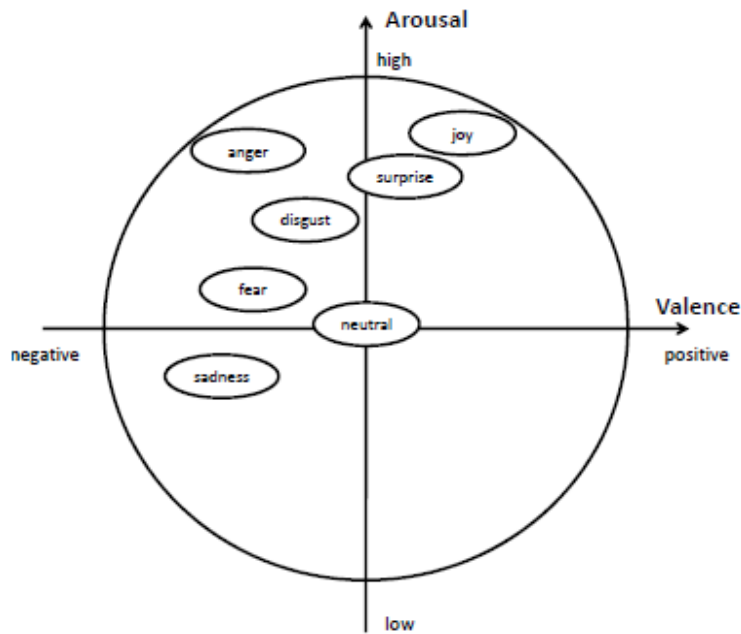 Arousal
high
joy
anger
surprise
disgust
fear
Valence
neutral
negative
positive
sadness
low